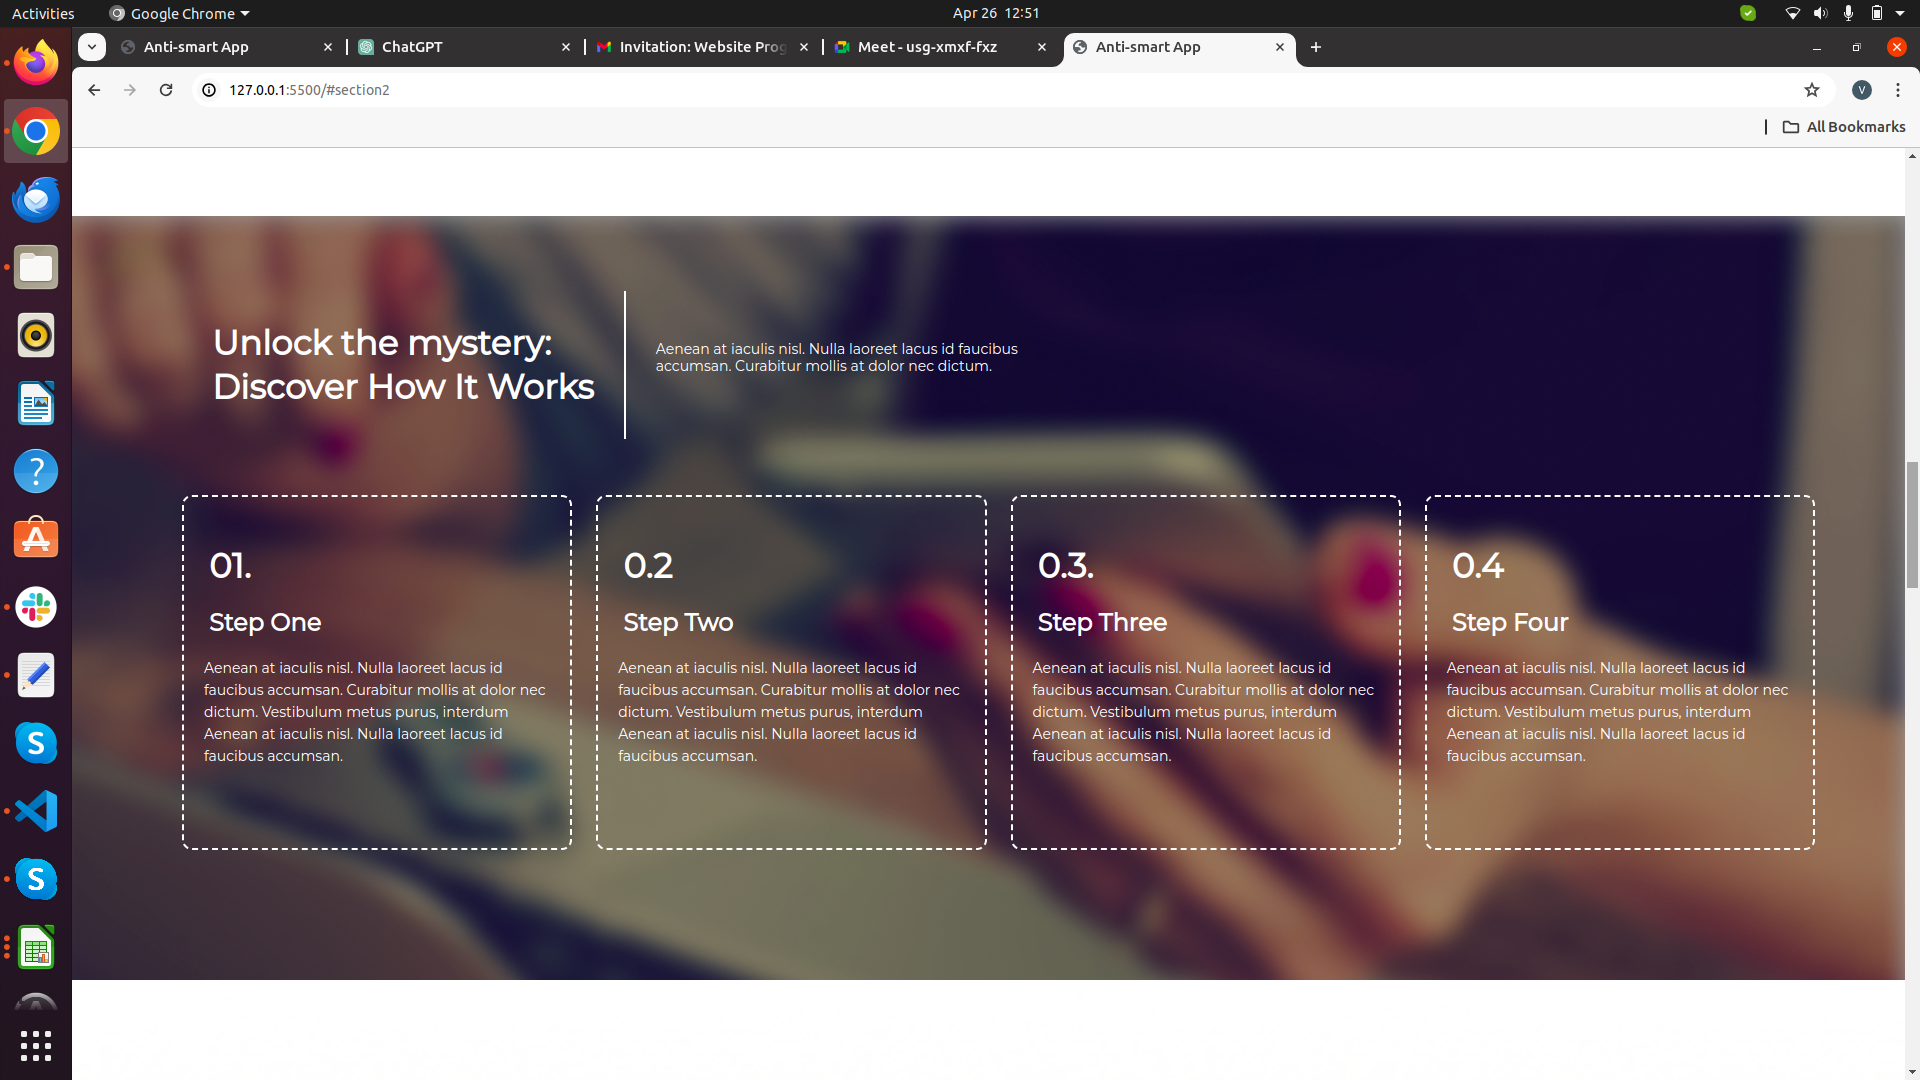 Activities
Google Chrome
Apr 26 12:51
Anti-smart App
ChatGPT
Invitation: Website Prog
Meet - usg-xmxf-fxz
Anti-smart App
127.0.0.1:5500/#section2
V
All Bookmarks
Unlock the mystery:
Discover How It Works
Aenean at iaculis nisl. Nulla laoreet lacus id faucibus
accumsan. Curabitur mollis at dolor nec dictum.
01.
Step One
Aenean at iaculis nisl. Nulla laoreet lacus id
faucibus accumsan. Curabitur mollis at dolor nec
dictum. Vestibulum metus purus, interdum
Aenean at iaculis nisl. Nulla laoreet lacus id
faucibus accumsan.
0.2
Step Two
Aenean at iaculis nisl. Nulla laoreet lacus id
faucibus accumsan. Curabitur mollis at dolor nec
dictum. Vestibulum metus purus, interdum
Aenean at iaculis nisl. Nulla laoreet lacus id
faucibus accumsan.
0.3.
Step Three
Aenean at iaculis nisl. Nulla laoreet lacus id
faucibus accumsan. Curabitur mollis at dolor nec
dictum. Vestibulum metus purus, interdum
Aenean at iaculis nisl. Nulla laoreet lacus id
faucibus accumsan.
0.4
Step Four
Aenean at iaculis nisl. Nulla laoreet lacus id
faucibus accumsan. Curabitur mollis at dolor nec
dictum. Vestibulum metus purus, interdum
Aenean at iaculis nisl. Nulla laoreet lacus id
faucibus accumsan.